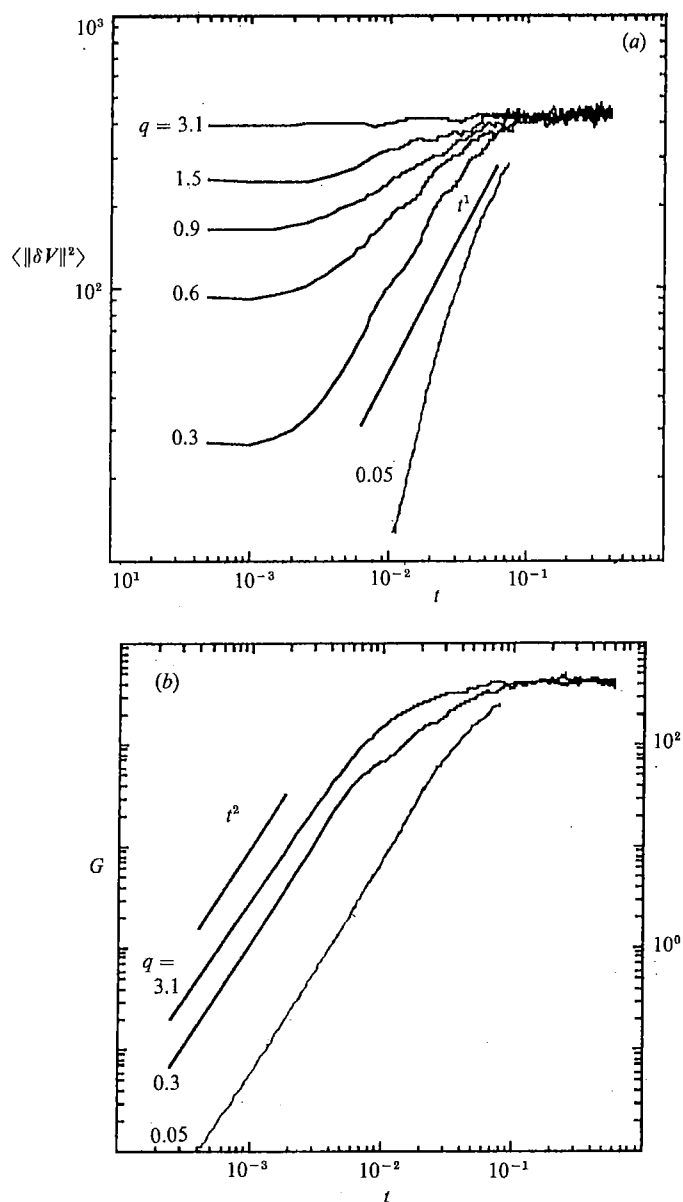 10³
(a)
q = 3.1
1.5
0.9
t¹
⟨‖δV‖²⟩
10²
0.6
0.3
0.05
10¹
10⁻³
10⁻²
10⁻¹
t
(b)
10²
t²
G
10⁰
q =
3.1
0.3
0.05
10⁻³
10⁻²
10⁻¹
t